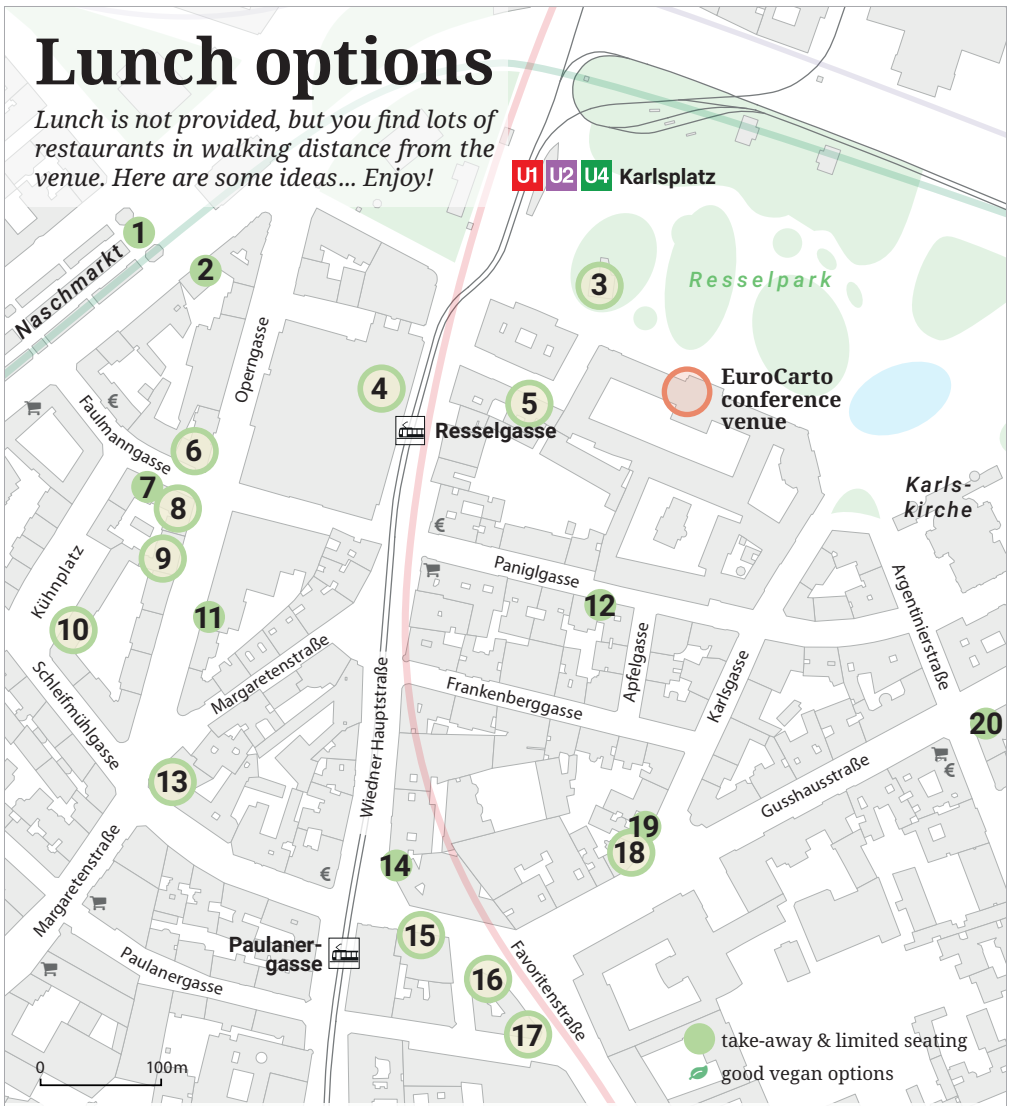 Lunch options
Lunch is not provided, but you find lots of
restaurants in walking distance from the
venue. Here are some ideas... Enjoy!
U1 U2 U4 Karlsplatz
1
Naschmarkt
2
3
Resselpark
Operngasse
4
5
EuroCarto
conference
venue
Resselgasse
€
Faulmanngasse
6
7
8
Karls-
kirche
€
9
Paniglgasse
Kühnplatz
10
11
12
Argentinierstraße
Margaretenstraße
Apfelgasse
Karlsgasse
Schleifmühlgasse
Frankenberggasse
Wiedner Hauptstraße
20
€
Gusshausstraße
13
19
18
14
€
Margaretenstraße
15
Paulaner-
gasse
Paulanergasse
16
Favoritenstraße
17
take-away & limited seating
good vegan options
0 100m